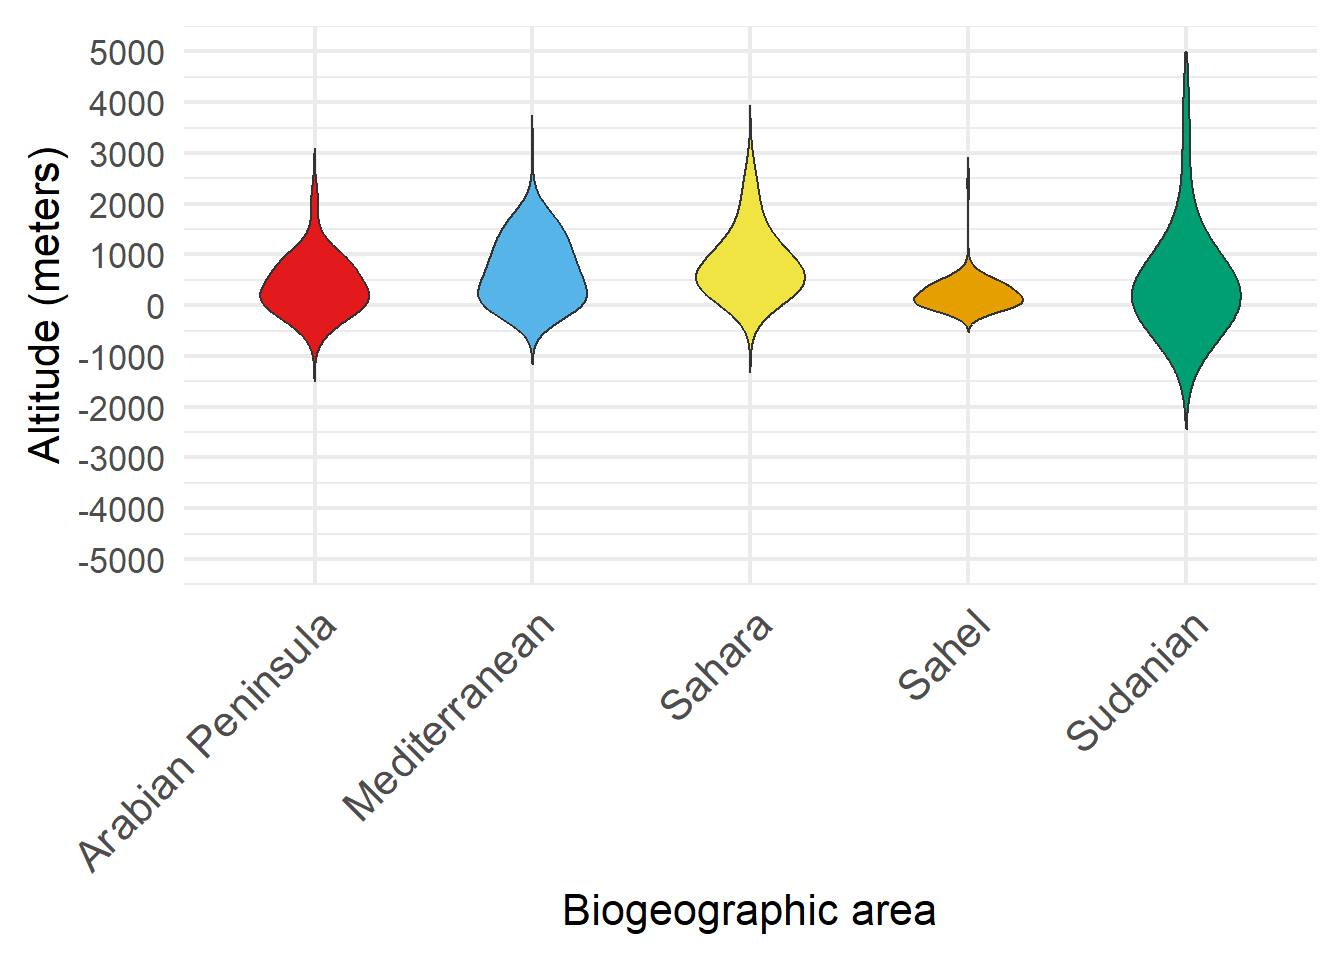 5000
4000
3000
2000
1000
0
-1000
-2000
-3000
-4000
-5000
Altitude (meters)
Arabian Peninsula
Mediterranean
Sahara
Sahel
Sudanian
Biogeographic area